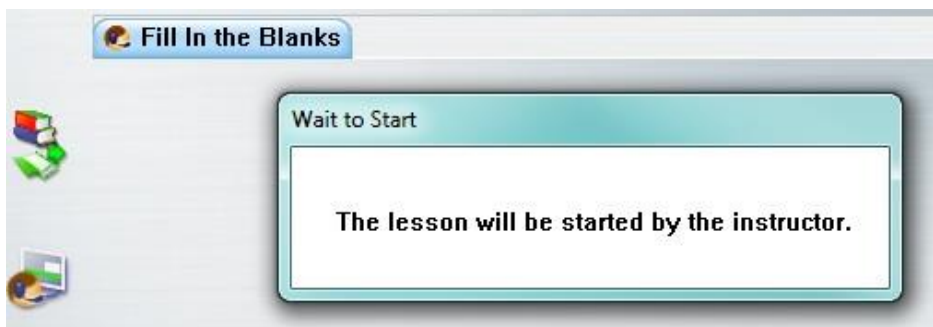 Fill In the Blanks
Wait to Start
The lesson will be started by the instructor.